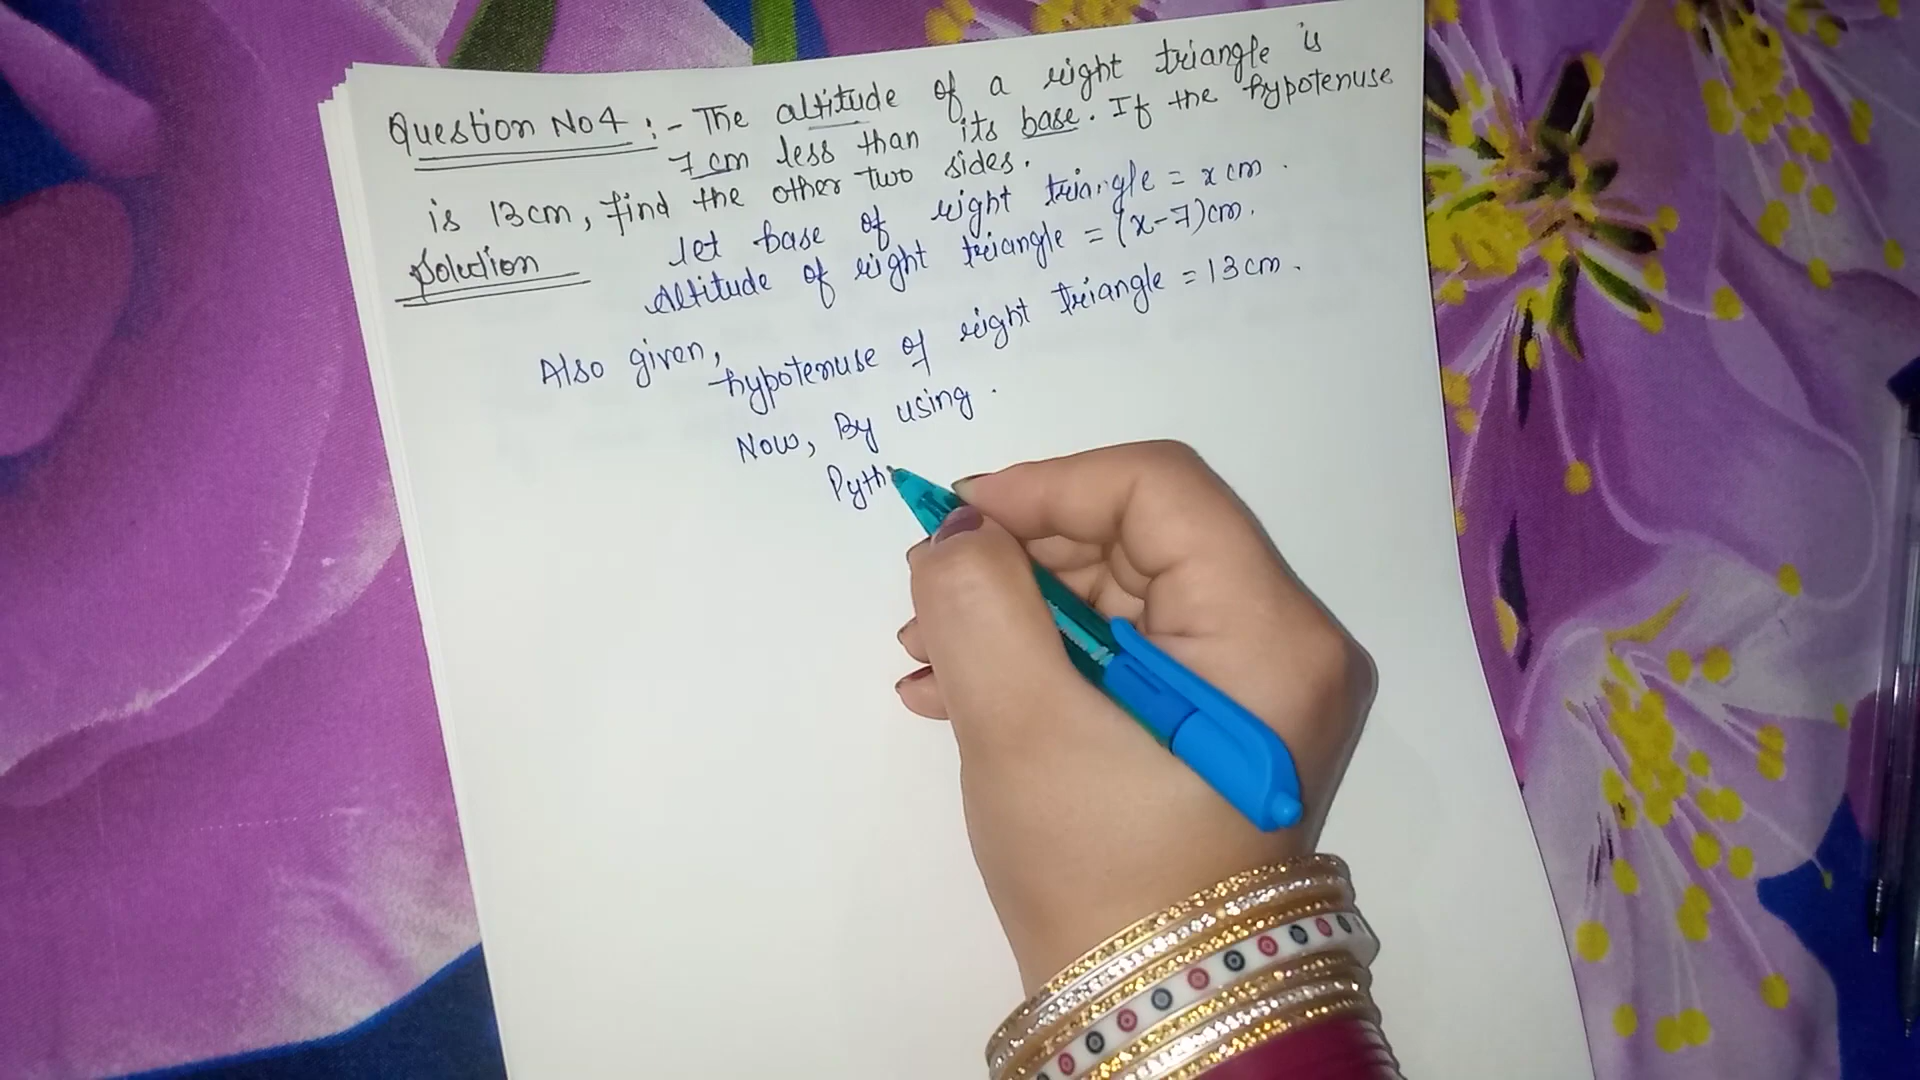 Question No 4 :- The altitude of a right triangle is
7 cm less than its base. If the hypotenuse
is 13 cm, find the other two sides.
Solution
let base of right triangle = x cm.
Altitude of right triangle = (x-7) cm.
Also given,
hypotenuse of right triangle = 13 cm.
Now, By using.
Pyth